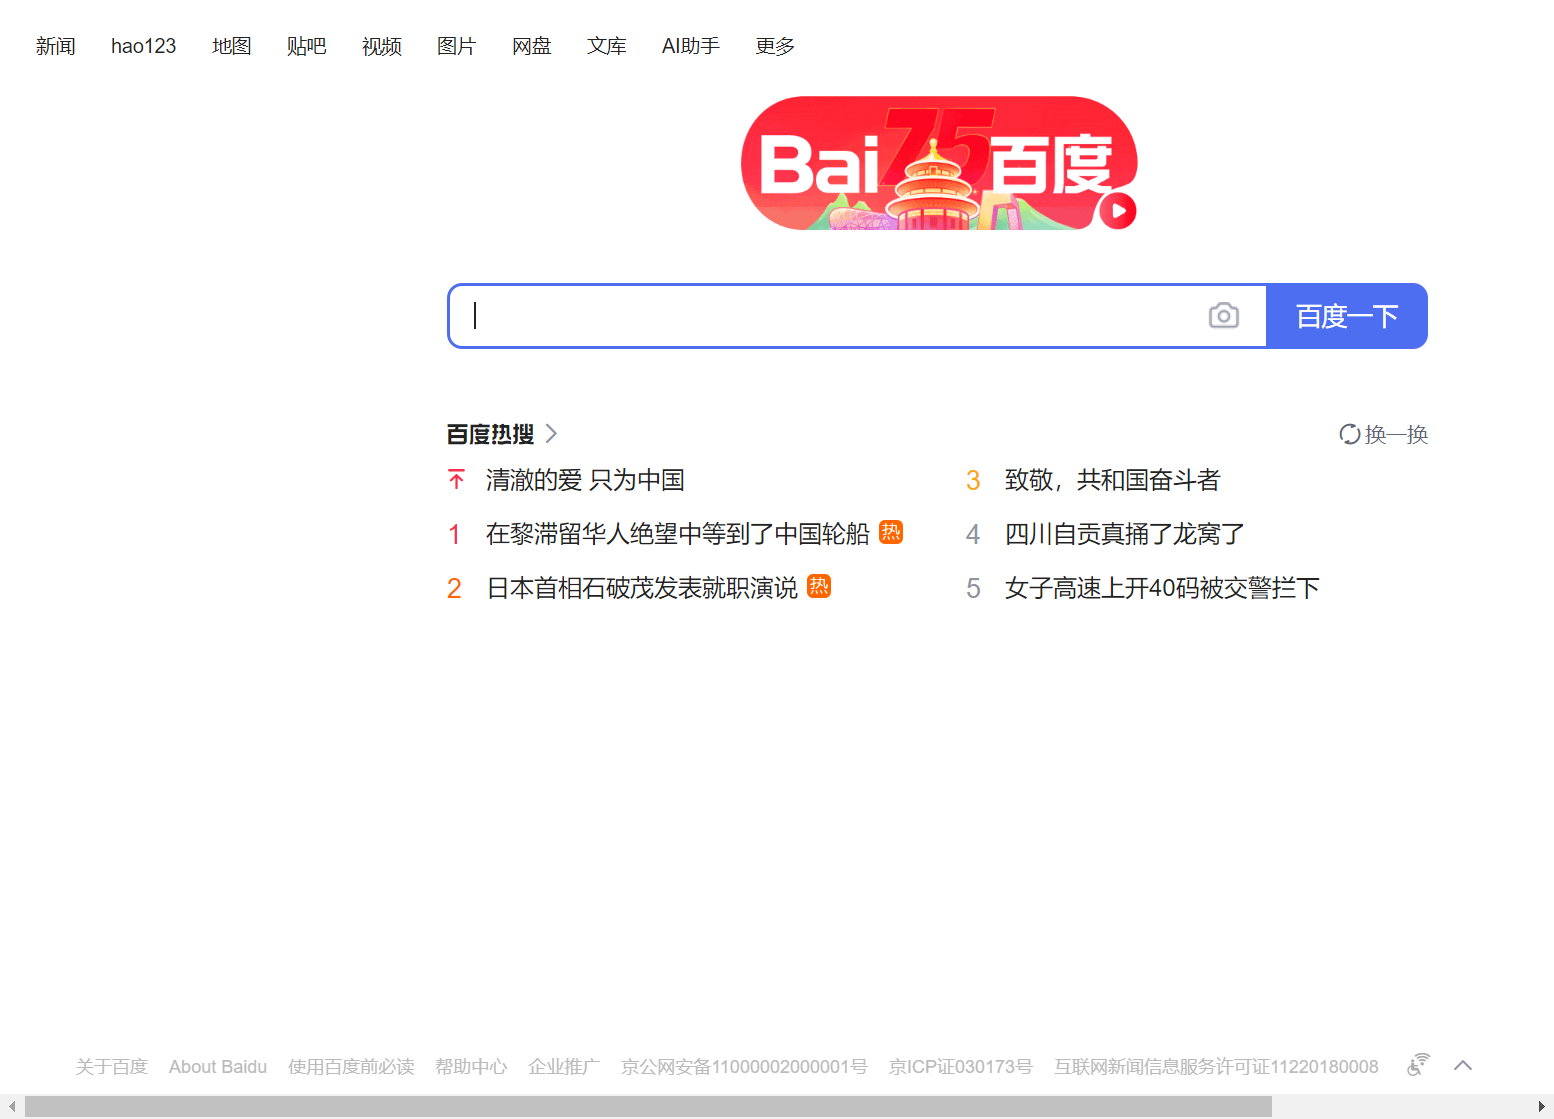 新闻 hao123 地图 贴吧 视频 图片 网盘 文库 AI助手 更多
Bai 75 百度
百度一下
百度热搜 换一换
清澈的爱 只为中国
1 在黎滞留华人绝望中等到了中国轮船 热
2 日本首相石破茂发表就职演说 热
3 致敬，共和国奋斗者
4 四川自贡真捅了龙窝了
5 女子高速上开40码被交警拦下
关于百度 About Baidu 使用百度前必读 帮助中心 企业推广 京公网安备11000002000001号 京ICP证030173号 互联网新闻信息服务许可证11220180008